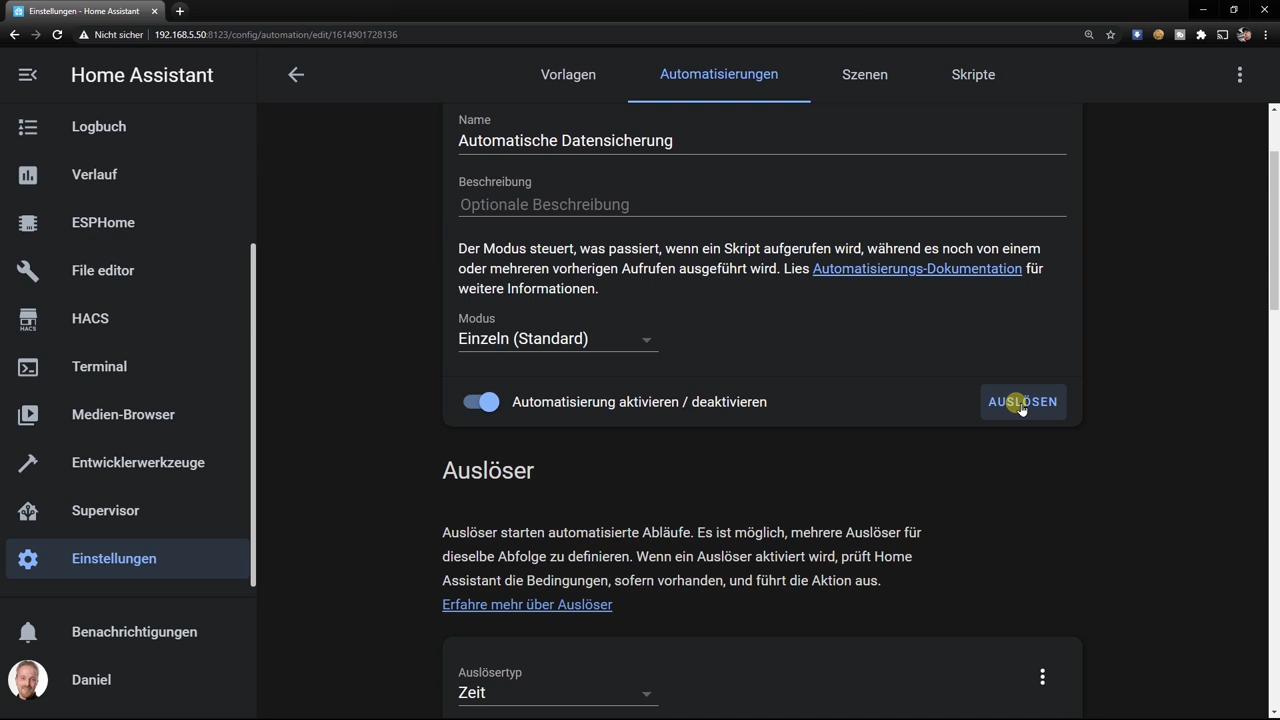 Einstellungen - Home Assistant
Nicht sicher
192.168.5.50:8123/config/automation/edit/1614901728136
Home Assistant
Vorlagen
Automatisierungen
Szenen
Skripte
Logbuch
Verlauf
ESPHome
File editor
HACS
HACS
Terminal
Medien-Browser
Entwicklerwerkzeuge
Supervisor
Einstellungen
Benachrichtigungen
Daniel
Name
Automatische Datensicherung
Beschreibung
Optionale Beschreibung
Der Modus steuert, was passiert, wenn ein Skript aufgerufen wird, während es noch von einem
oder mehreren vorherigen Aufrufen ausgeführt wird. Lies Automatisierungs-Dokumentation für
weitere Informationen.
Modus
Einzeln (Standard)
Automatisierung aktivieren / deaktivieren
AUSLÖSEN
Auslöser
Auslöser starten automatisierte Abläufe. Es ist möglich, mehrere Auslöser für
dieselbe Abfolge zu definieren. Wenn ein Auslöser aktiviert wird, prüft Home
Assistant die Bedingungen, sofern vorhanden, und führt die Aktion aus.
Erfahre mehr über Auslöser
Auslösertyp
Zeit